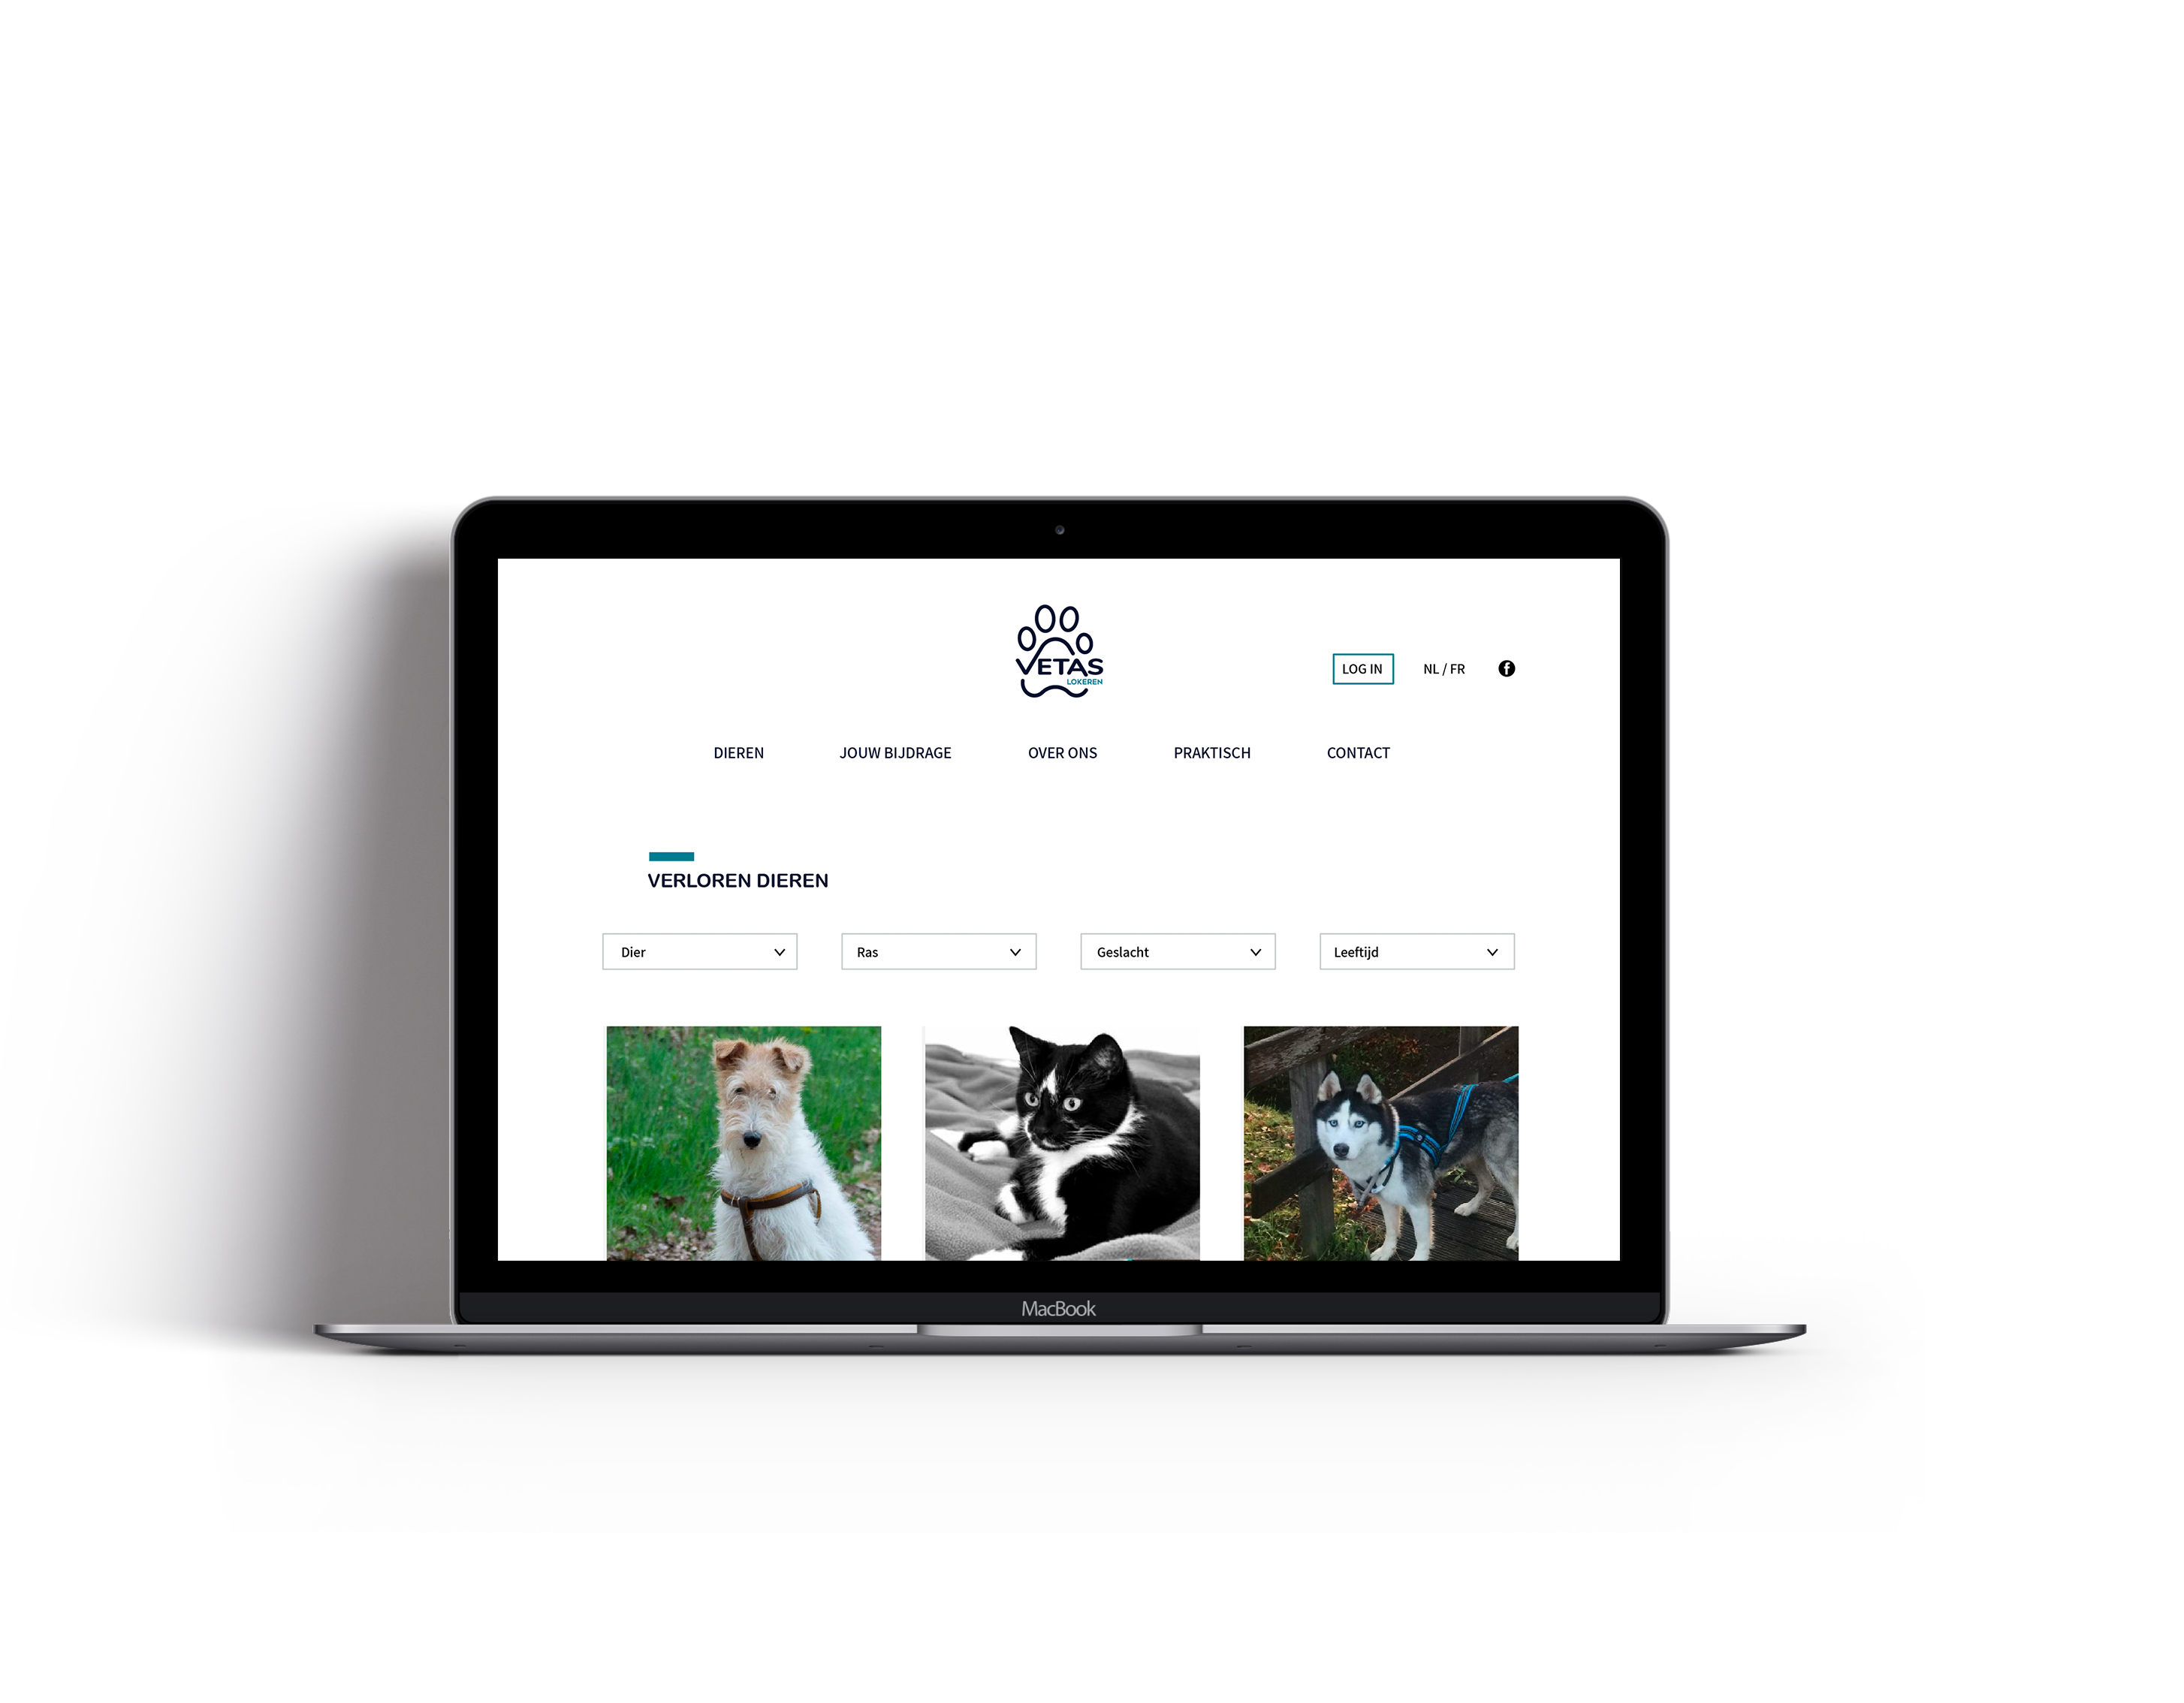 VETAS
LOKEREN
LOG IN
NL / FR
DIEREN
JOUW BIJDRAGE
OVER ONS
PRAKTISCH
CONTACT
VERLOREN DIEREN
Dier
Ras
Geslacht
Leeftijd
MacBook